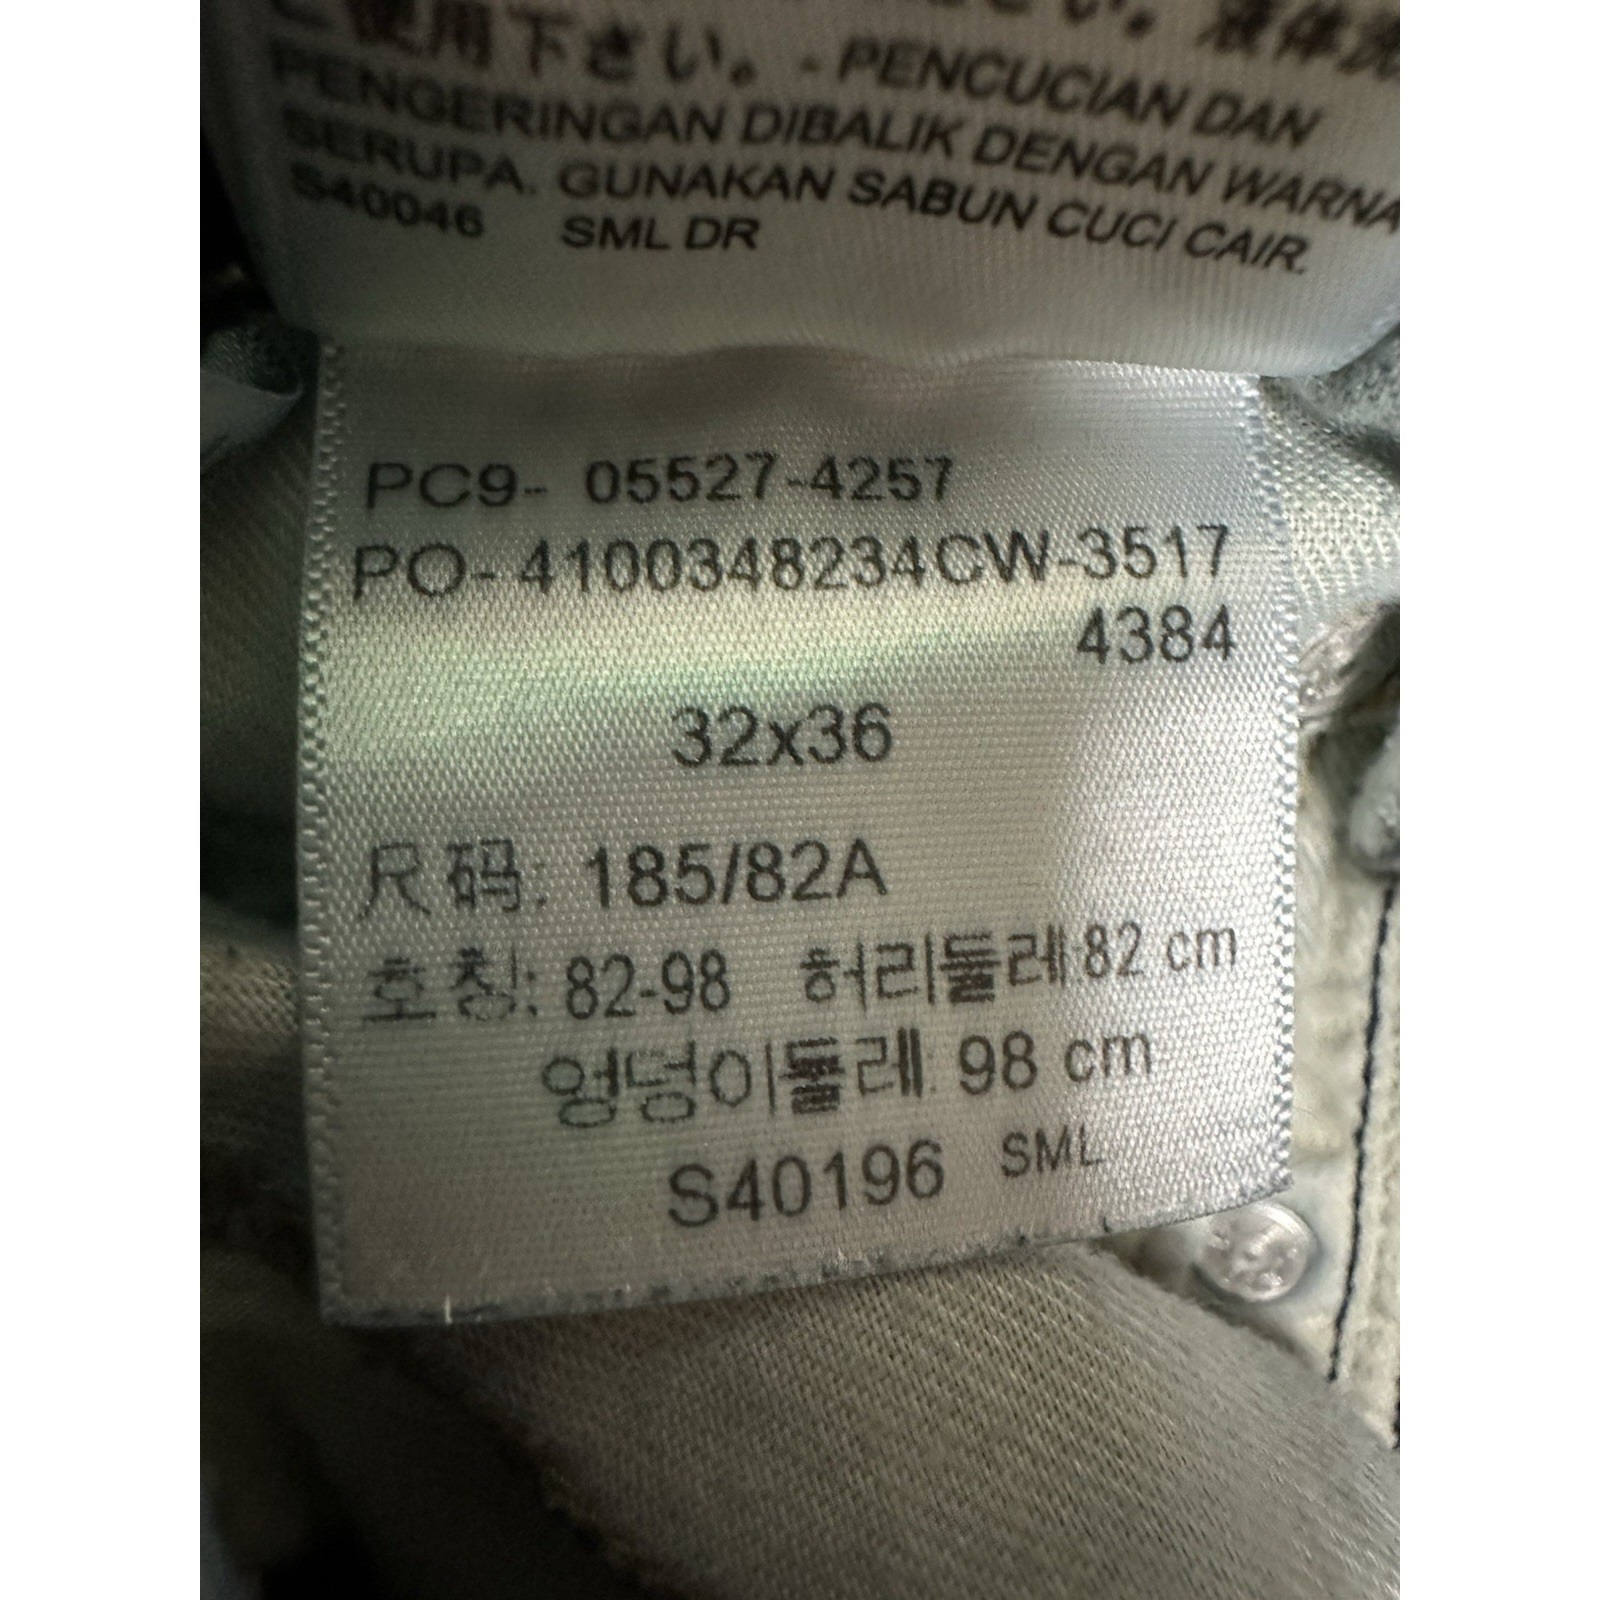 ご使用下さい。- PENCUCIAN DAN
PENGERINGAN DIBALIK DENGAN WARNA
SERUPA. GUNAKAN SABUN CUCI CAIR.
S40046 SML DR
PC9- 05527-4257
PO- 4100348234CW-3517
4384
32x36
尺码: 185/82A
호칭: 82-98 허리둘레:82 cm
엉덩이둘레: 98 cm
S40196 SML